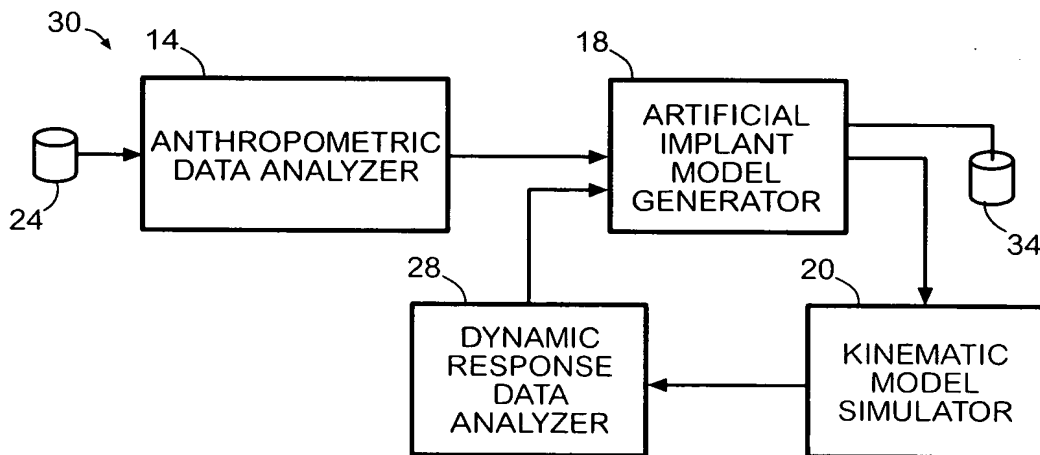 30
14
18
ANTHROPOMETRIC
DATA ANALYZER
ARTIFICIAL
IMPLANT
MODEL
GENERATOR
24
34
28
20
DYNAMIC
RESPONSE
DATA
ANALYZER
KINEMATIC
MODEL
SIMULATOR